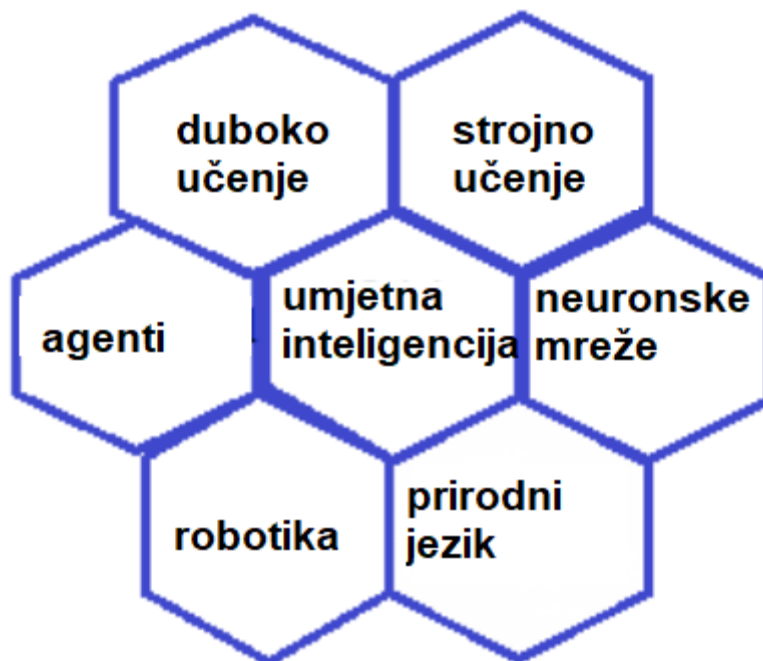 duboko
učenje
strojno
učenje
agenti
umjetna
inteligencija
neuronske
mreže
robotika
prirodni
jezik